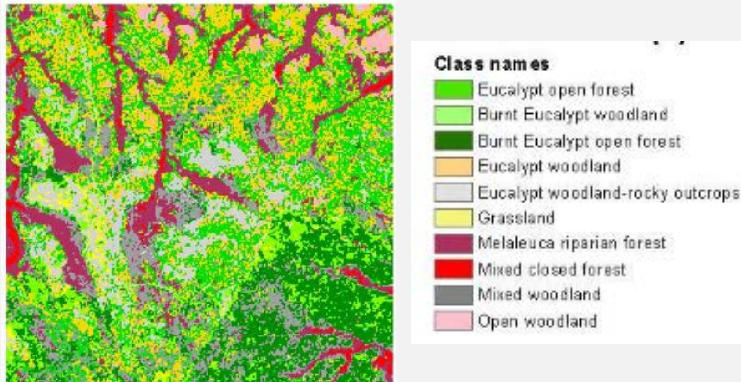 Class names
Eucalypt open forest
Burnt Eucalypt woodland
Burnt Eucalypt open forest
Eucalypt woodland
Eucalypt woodland-rocky outcrops
Grassland
Melaleuca riparian forest
Mixed closed forest
Mixed woodland
Open woodland